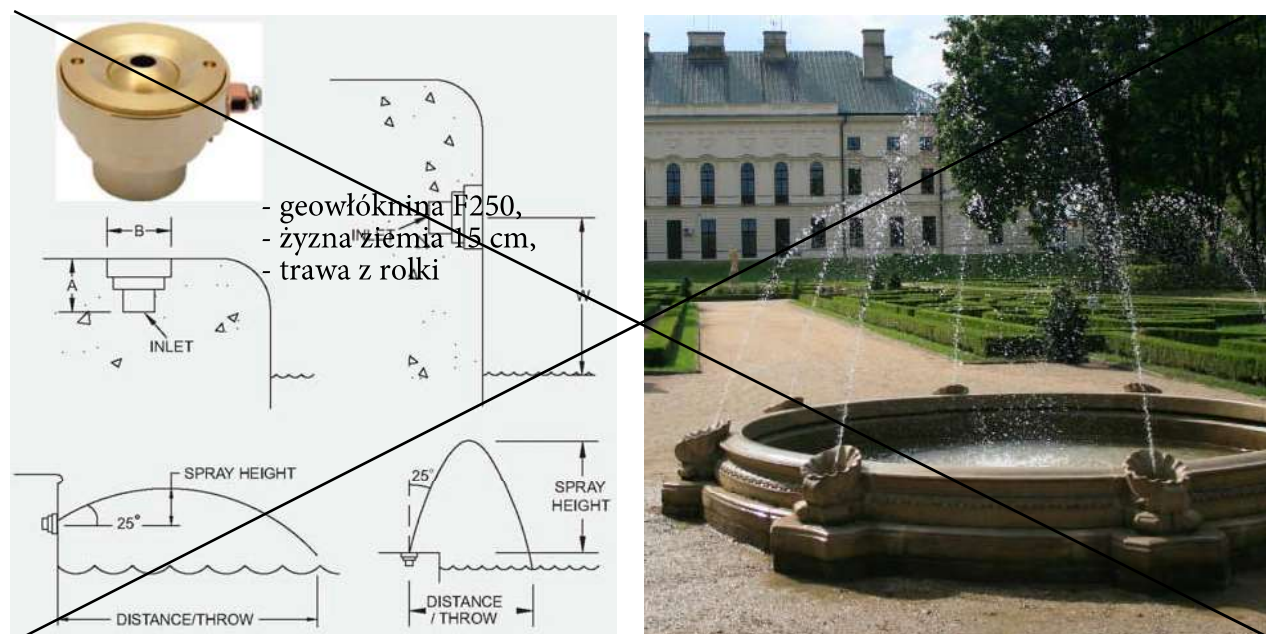 - geowłóknina F250,
- żyzna ziemia 15 cm,
- trawa z rolki
B
INLET
A
INLET
W
SPRAY HEIGHT
25°
DISTANCE/THROW
25°
SPRAY
HEIGHT
DISTANCE
/ THROW